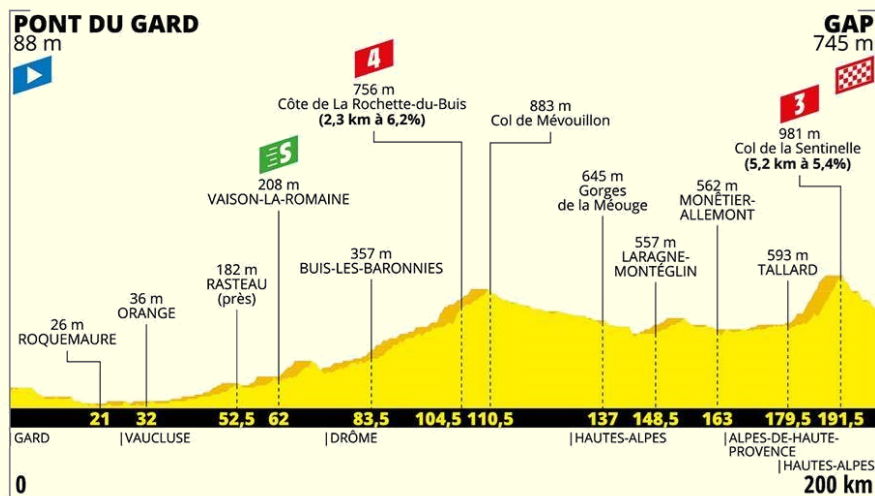 PONT DU GARD
88 m
GAP
745 m
4
756 m
Côte de La Rochette-du-Buis
(2,3 km à 6,2%)
883 m
Col de Mévouillon
3
981 m
Col de la Sentinelle
(5,2 km à 5,4%)
S
208 m
VAISON-LA-ROMAINE
645 m
Gorges
de la Méouge
562 m
MONÊTIER-
ALLEMONT
357 m
BUIS-LES-BARONNIES
557 m
LARAGNE-
MONTÉGLIN
593 m
TALLARD
182 m
RASTEAU
(près)
36 m
ORANGE
26 m
ROQUEMAURE
21 32 52,5 62 83,5 104,5 110,5 137 148,5 163 179,5 191,5
GARD VAUCLUSE DRÔME HAUTES-ALPES ALPES-DE-HAUTE-
PROVENCE
HAUTES-ALPES
0 200 km